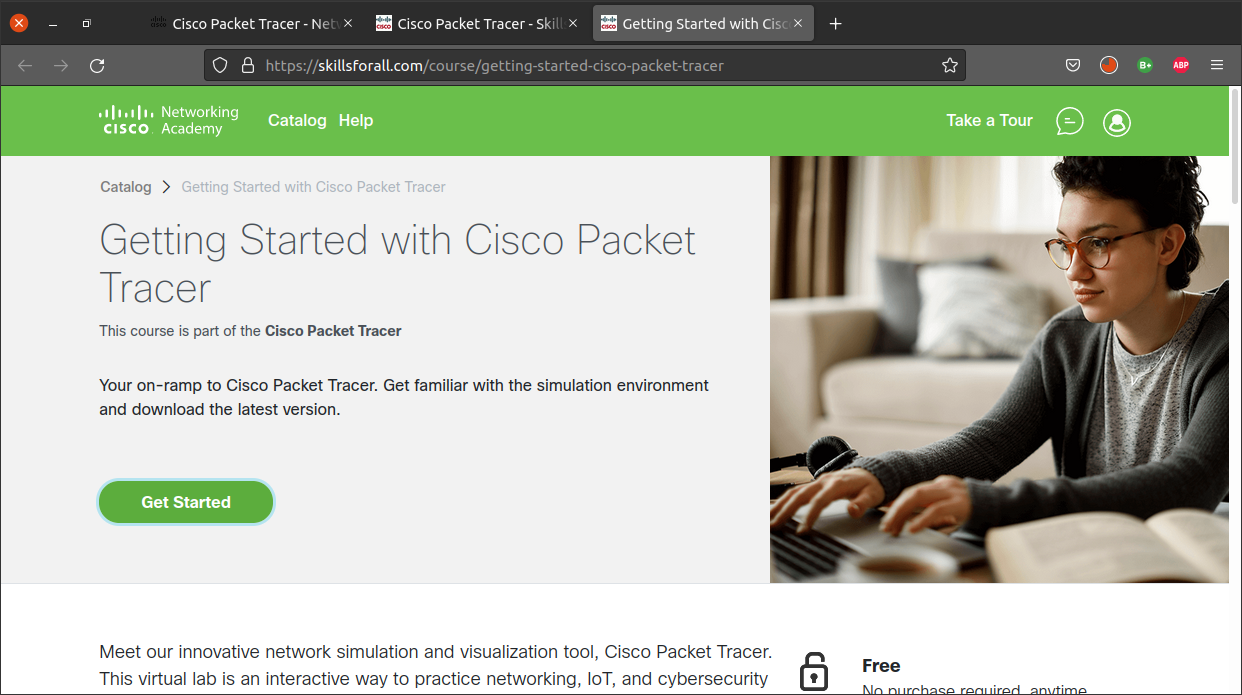 Cisco Packet Tracer - Net
Cisco Packet Tracer - Skill
Getting Started with Cisc
https://skillsforall.com/course/getting-started-cisco-packet-tracer
B+
ABP
CISCO
Networking
Academy
Catalog
Help
Take a Tour
Catalog
Getting Started with Cisco Packet Tracer
Getting Started with Cisco Packet
Tracer
This course is part of the Cisco Packet Tracer
Your on-ramp to Cisco Packet Tracer. Get familiar with the simulation environment
and download the latest version.
Get Started
Meet our innovative network simulation and visualization tool, Cisco Packet Tracer.
This virtual lab is an interactive way to practice networking, IoT, and cybersecurity
Free
No purchase required, anytime